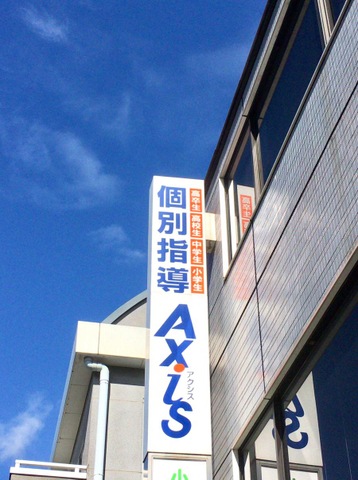 個別指導
高卒生
高校生
中学生
小学生
AXiS
アクシス
小